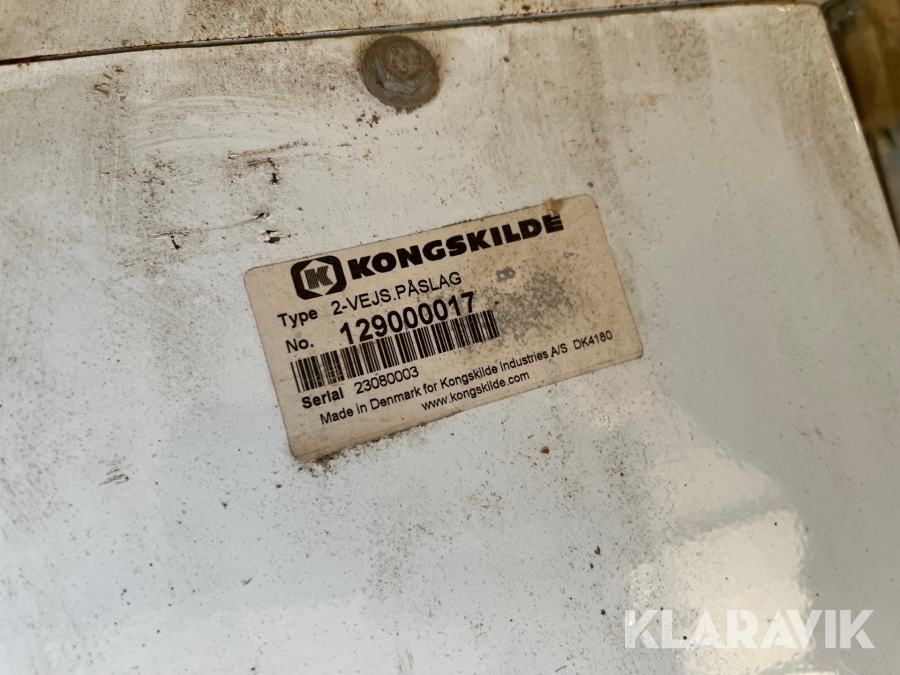 K KONGSKILDE
Type 2-VEJS.PÅSLAG
No. 129000017
Serial 23080003
Made in Denmark for Kongskilde Industries A/S DK4180
www.kongskilde.com
KLARAVIK